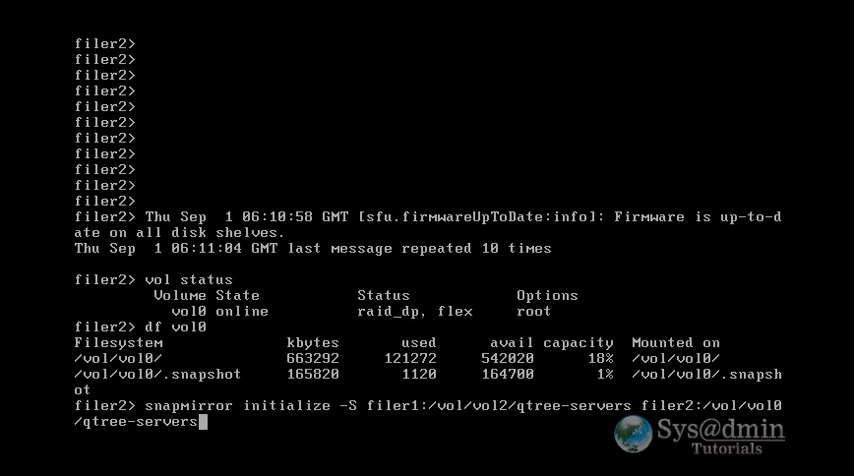 filer2>
filer2>
filer2>
filer2>
filer2>
filer2>
filer2>
filer2>
filer2>
filer2>
filer2>
filer2> Thu Sep  1 06:10:58 GMT [sfu.firmwareUpToDate:info]: Firmware is up-to-d
ate on all disk shelves.
Thu Sep  1 06:11:04 GMT last message repeated 10 times
filer2> vol status
Volume State Status Options
vol0 online raid_dp, flex root
filer2> df vol0
Filesystem kbytes used avail capacity Mounted on
/vol/vol0/ 663292 121272 542020 18% /vol/vol0/
/vol/vol0/.snapshot 165820 1120 164700 1% /vol/vol0/.snapsh
ot
filer2> snapmirror initialize -S filer1:/vol/vol2/qtree-servers filer2:/vol/vol0
/qtree-servers
Sys@dmin
Tutorials